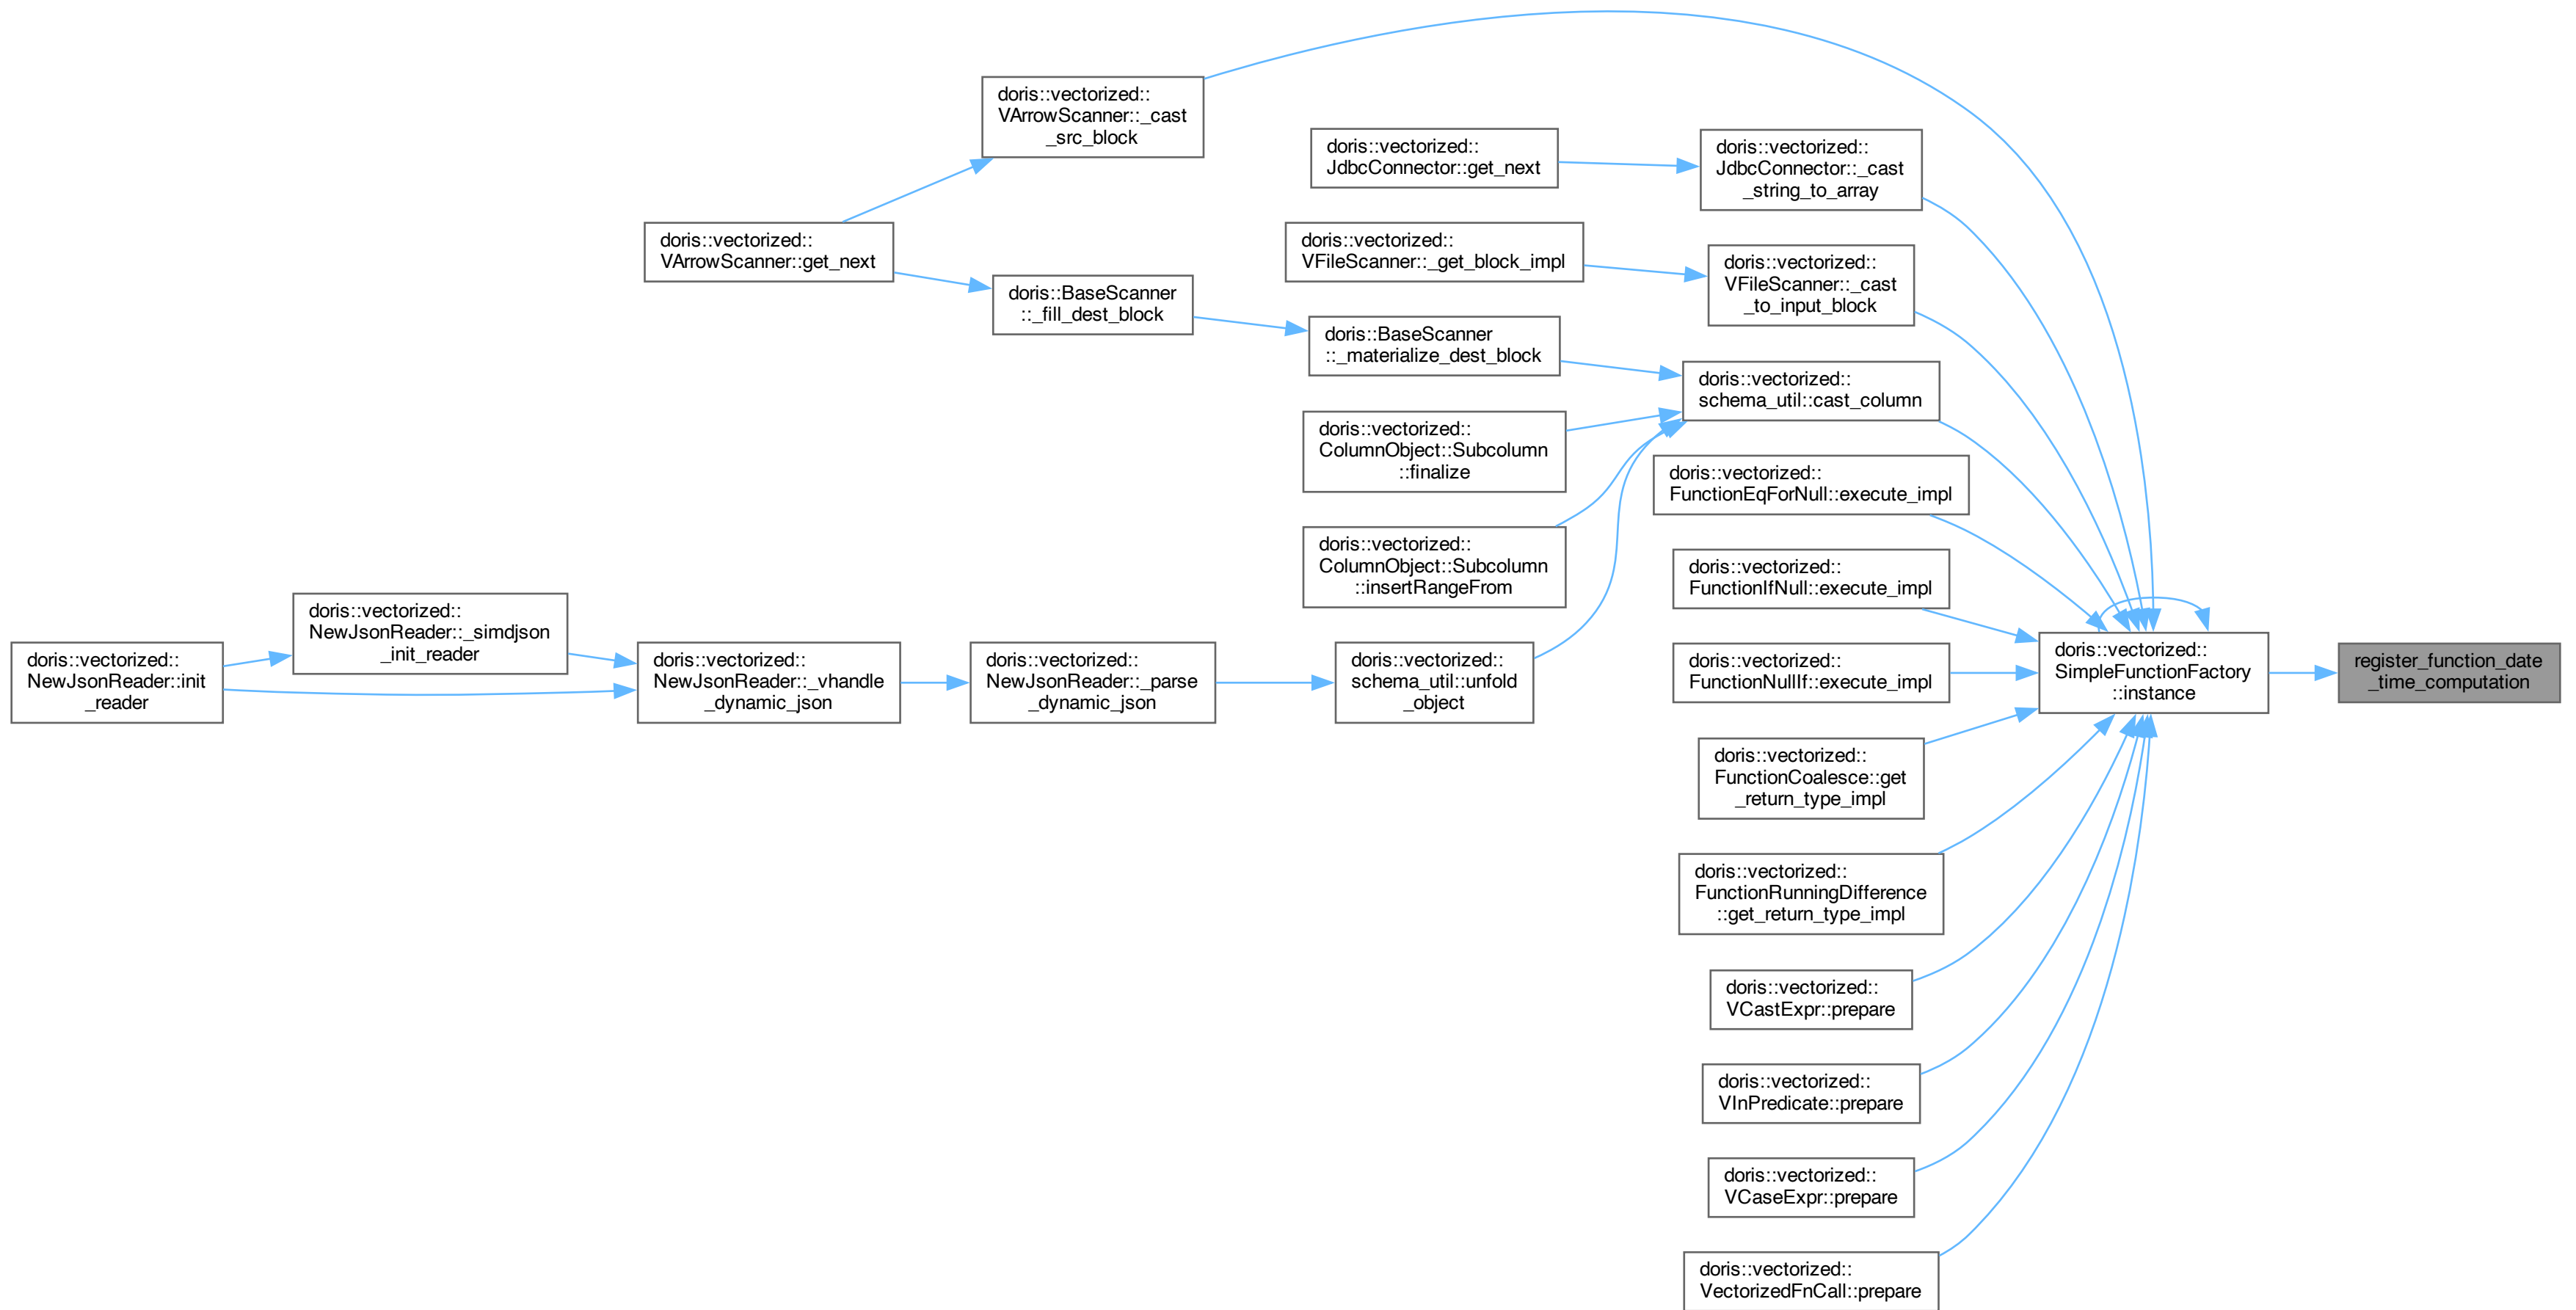 doris::vectorized::
VArrowScanner::_cast
_src_block
doris::vectorized::
JdbcConnector::get_next
doris::vectorized::
JdbcConnector::_cast
_string_to_array
doris::vectorized::
VArrowScanner::get_next
doris::vectorized::
VFileScanner::_get_block_impl
doris::vectorized::
VFileScanner::_cast
_to_input_block
doris::BaseScanner
::_fill_dest_block
doris::BaseScanner
::_materialize_dest_block
doris::vectorized::
schema_util::cast_column
doris::vectorized::
ColumnObject::Subcolumn
::finalize
doris::vectorized::
FunctionEqForNull::execute_impl
doris::vectorized::
ColumnObject::Subcolumn
::insertRangeFrom
doris::vectorized::
FunctionIfNull::execute_impl
doris::vectorized::
NewJsonReader::init
_reader
doris::vectorized::
NewJsonReader::_simdjson
_init_reader
doris::vectorized::
NewJsonReader::_vhandle
_dynamic_json
doris::vectorized::
NewJsonReader::_parse
_dynamic_json
doris::vectorized::
schema_util::unfold
_object
doris::vectorized::
FunctionNullIf::execute_impl
doris::vectorized::
SimpleFunctionFactory
::instance
register_function_date
_time_computation
doris::vectorized::
FunctionCoalesce::get
_return_type_impl
doris::vectorized::
FunctionRunningDifference
::get_return_type_impl
doris::vectorized::
VCastExpr::prepare
doris::vectorized::
VInPredicate::prepare
doris::vectorized::
VCaseExpr::prepare
doris::vectorized::
VectorizedFnCall::prepare